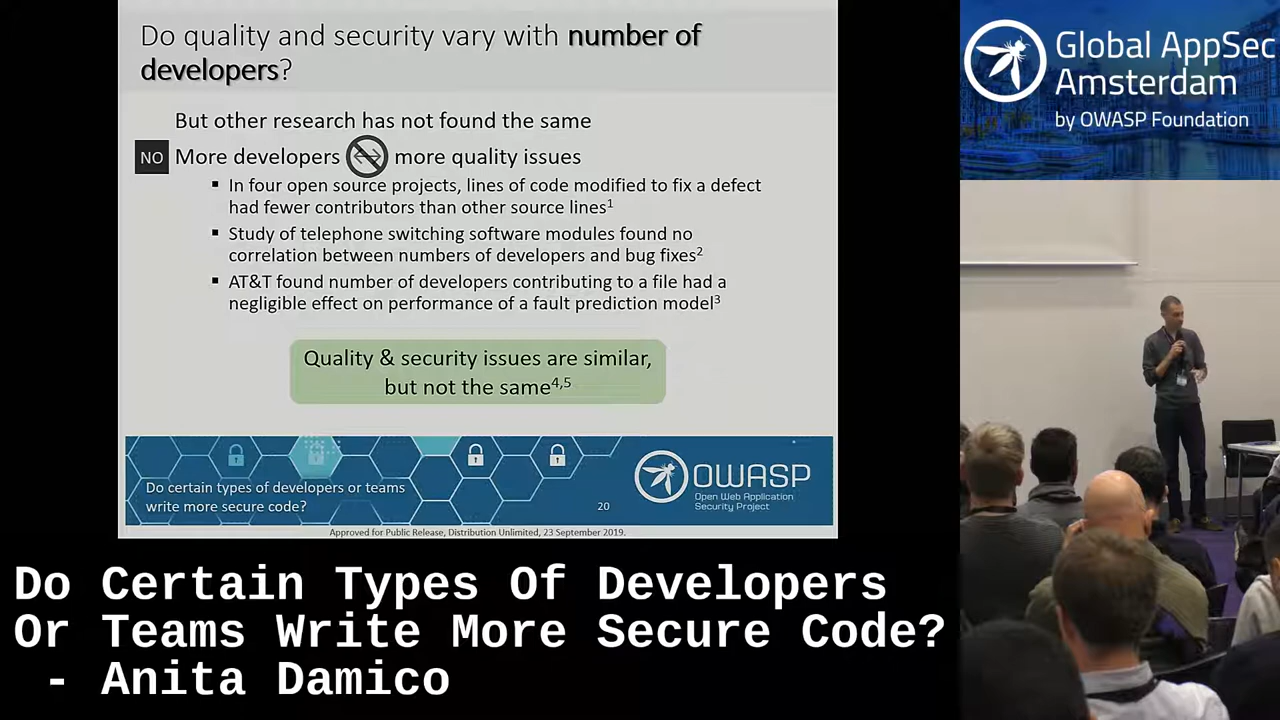 Do quality and security vary with number of
developers?
But other research has not found the same
NO More developers more quality issues
▪ In four open source projects, lines of code modified to fix a defect
had fewer contributors than other source lines1
▪ Study of telephone switching software modules found no
correlation between numbers of developers and bug fixes2
▪ AT&T found number of developers contributing to a file had a
negligible effect on performance of a fault prediction model3
Quality & security issues are similar,
but not the same4,5
Do certain types of developers or teams
write more secure code?
20
OWASP
Open Web Application
Security Project
Approved for Public Release, Distribution Unlimited, 23 September 2019.
Global AppSec
Amsterdam
by OWASP Foundation
Do Certain Types Of Developers
Or Teams Write More Secure Code?
- Anita Damico